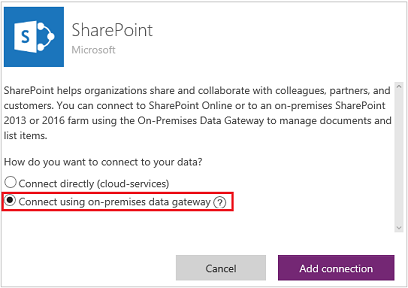 SharePoint
Microsoft
SharePoint helps organizations share and collaborate with colleagues, partners, and
customers. You can connect to SharePoint Online or to an on-premises SharePoint
2013 or 2016 farm using the On-Premises Data Gateway to manage documents and
list items.
How do you want to connect to your data?
Connect directly (cloud-services)
Connect using on-premises data gateway ?
Cancel Add connection